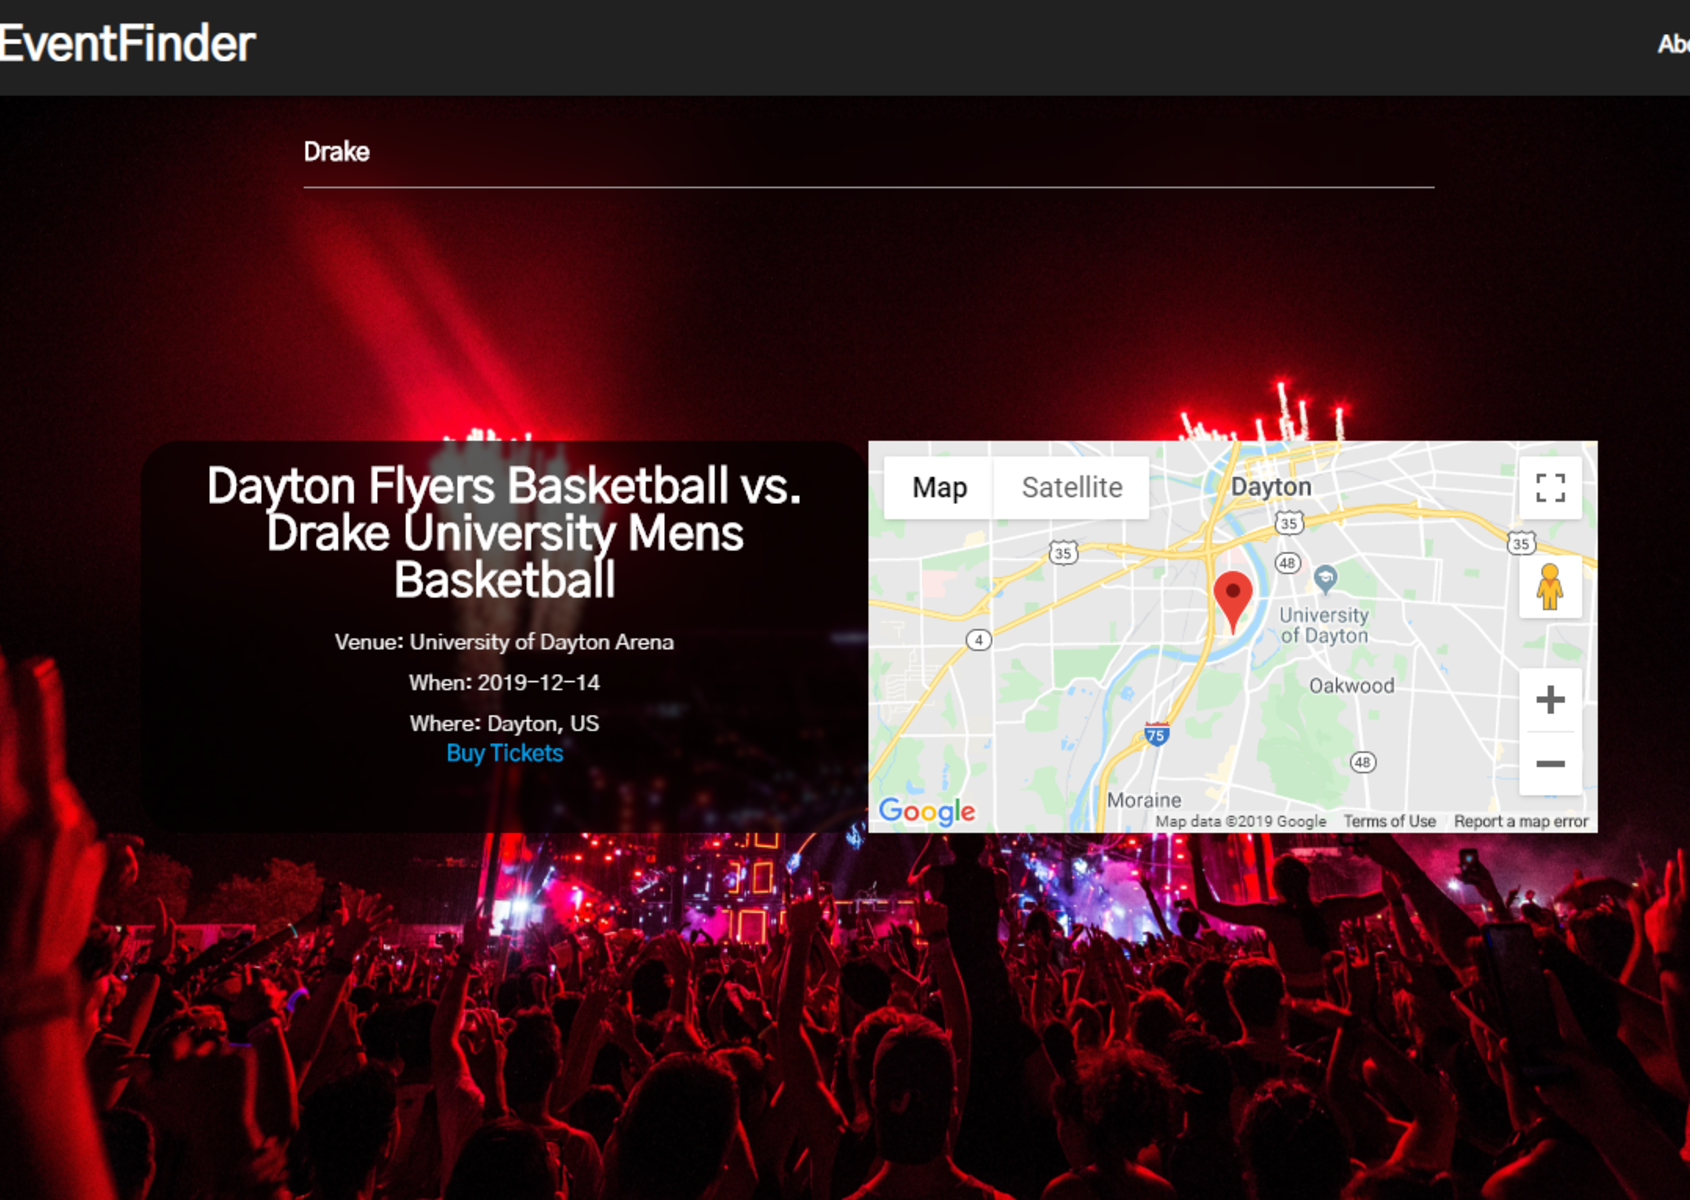 EventFinder
Abo
Drake
Dayton Flyers Basketball vs.
Drake University Mens
Basketball
Venue: University of Dayton Arena
When: 2019-12-14
Where: Dayton, US
Buy Tickets
Map Satellite
Dayton
35
35
35
48
University
of Dayton
4
Oakwood
75
48
Moraine
Google
Map data ©2019 Google Terms of Use Report a map error